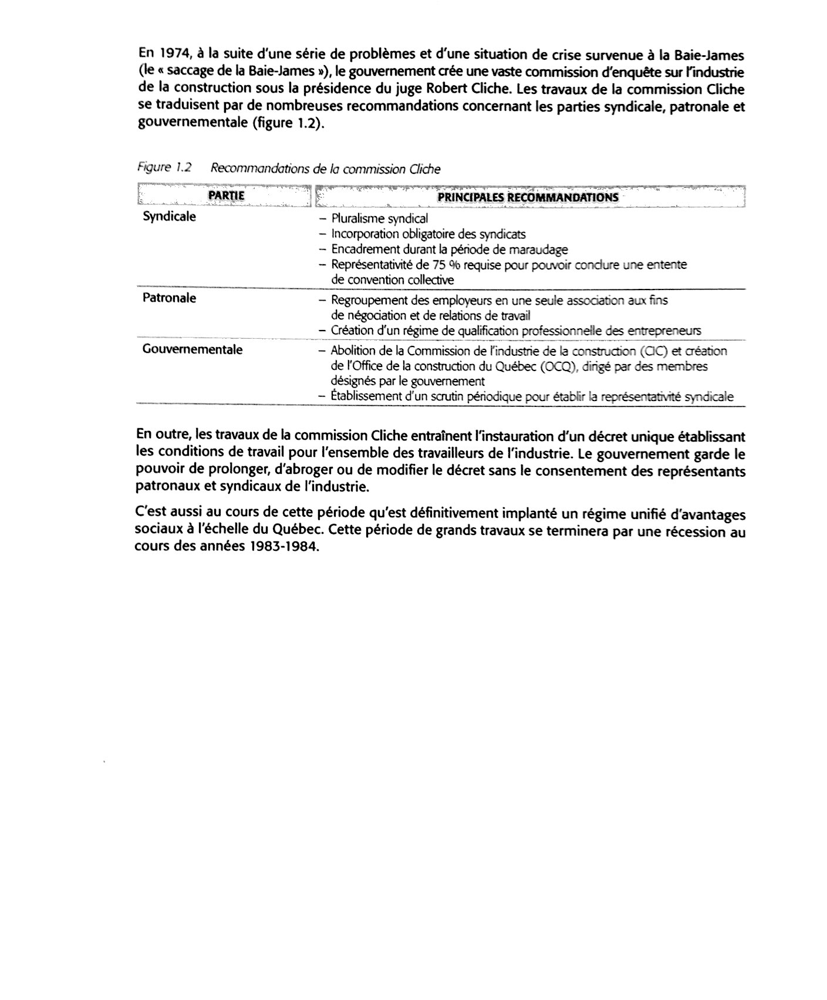 En 1974, à la suite d'une série de problèmes et d'une situation de crise survenue à la Baie-James
(le « saccage de la Baie-James »), le gouvernement crée une vaste commission d'enquête sur l'industrie
de la construction sous la présidence du juge Robert Cliche. Les travaux de la commission Cliche
se traduisent par de nombreuses recommandations concernant les parties syndicale, patronale et
gouvernementale (figure 1.2).
Figure 1.2 Recommandations de la commission Cliche
PARTIE PRINCIPALES RECOMMANDATIONS
Syndicale – Pluralisme syndical
– Incorporation obligatoire des syndicats
– Encadrement durant la période de maraudage
– Représentativité de 75 % requise pour pouvoir conclure une entente
de convention collective
Patronale – Regroupement des employeurs en une seule association aux fins
de négociation et de relations de travail
– Création d'un régime de qualification professionnelle des entrepreneurs
Gouvernementale – Abolition de la Commission de l'industrie de la construction (CIC) et création
de l'Office de la construction du Québec (OCQ), dirigé par des membres
désignés par le gouvernement
– Établissement d'un scrutin périodique pour établir la représentativité syndicale
En outre, les travaux de la commission Cliche entraînent l'instauration d'un décret unique établissant
les conditions de travail pour l'ensemble des travailleurs de l'industrie. Le gouvernement garde le
pouvoir de prolonger, d'abroger ou de modifier le décret sans le consentement des représentants
patronaux et syndicaux de l'industrie.
C'est aussi au cours de cette période qu'est définitivement implanté un régime unifié d'avantages
sociaux à l'échelle du Québec. Cette période de grands travaux se terminera par une récession au
cours des années 1983-1984.